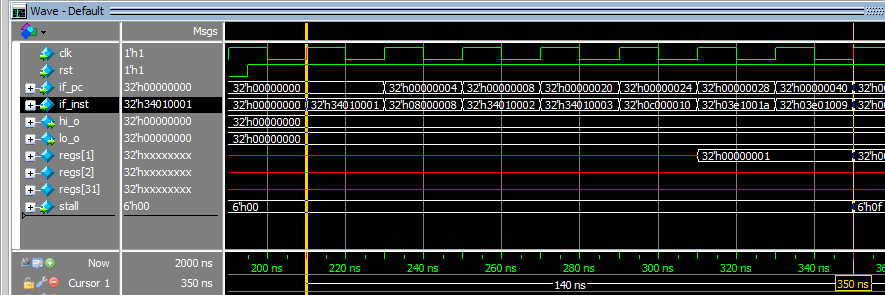 Wave - Default
Msgs
clk 1'h1
rst 1'h1
if_pc 32'h00000000 32'h00000000 32'h00000004 32'h00000008 32'h00000020 32'h00000024 32'h00000028 32'h00000040 32'h0
if_inst 32'h34010001 32'h00000000 32'h34010001 32'h08000008 32'h34010002 32'h34010003 32'h0c000010 32'h03e1001a 32'h03e01009 32'h0
hi_o 32'h00000000 32'h00000000
lo_o 32'h00000000 32'h00000000
regs[1] 32'hxxxxxxxx 32'h00000001 32'h0
regs[2] 32'hxxxxxxxx
regs[31] 32'hxxxxxxxx
stall 6'h00 6'h00 6'h0f
Now 2000 ns 200 ns 220 ns 240 ns 260 ns 280 ns 300 ns 320 ns 340 ns 36
Cursor 1 350 ns 140 ns 350 ns